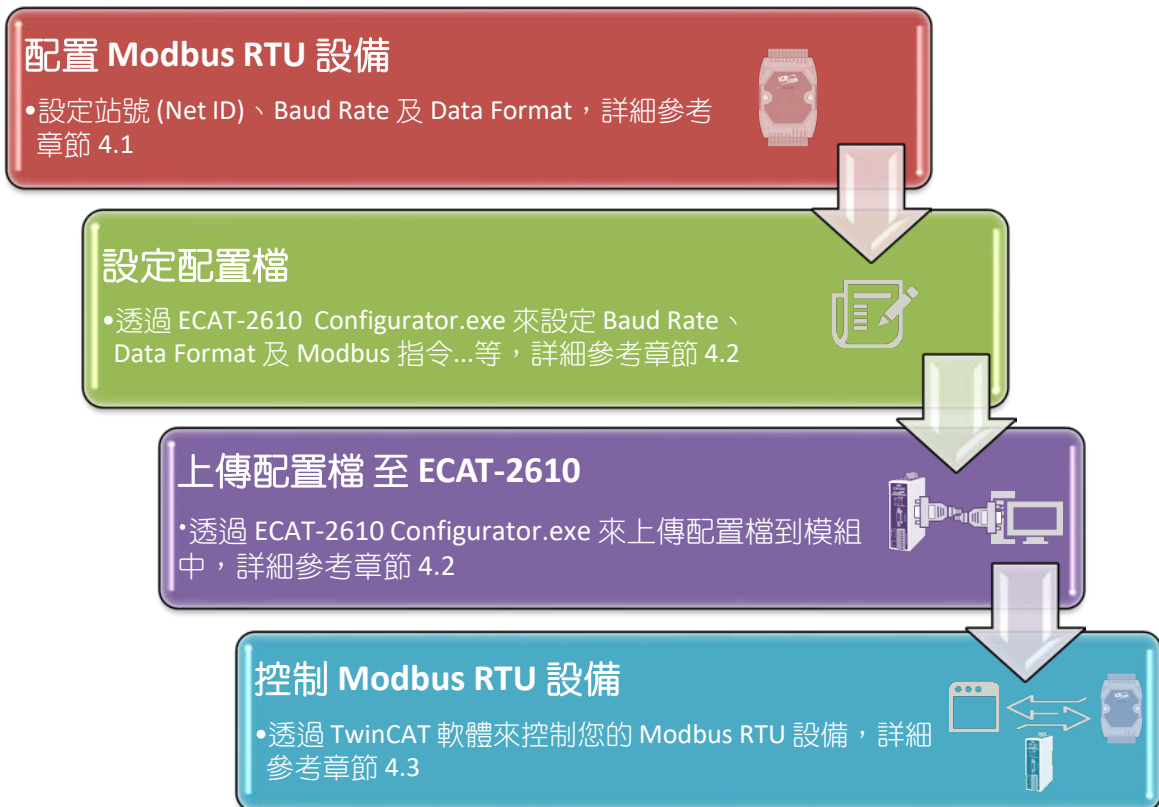 配置 Modbus RTU 設備
•設定站號 (Net ID)、Baud Rate 及 Data Format，詳細參考
章節 4.1
設定配置檔
•透過 ECAT-2610 Configurator.exe 來設定 Baud Rate、
Data Format 及 Modbus 指令...等，詳細參考章節 4.2
上傳配置檔 至 ECAT-2610
•透過 ECAT-2610 Configurator.exe 來上傳配置檔到模組
中，詳細參考章節 4.2
控制 Modbus RTU 設備
•透過 TwinCAT 軟體來控制您的 Modbus RTU 設備，詳細
參考章節 4.3